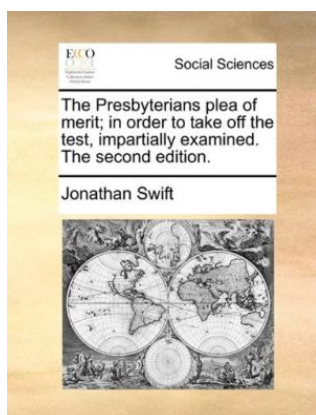 ECCO
Social Sciences
The Presbyterians plea of
merit; in order to take off the
test, impartially examined.
The second edition.
Jonathan Swift